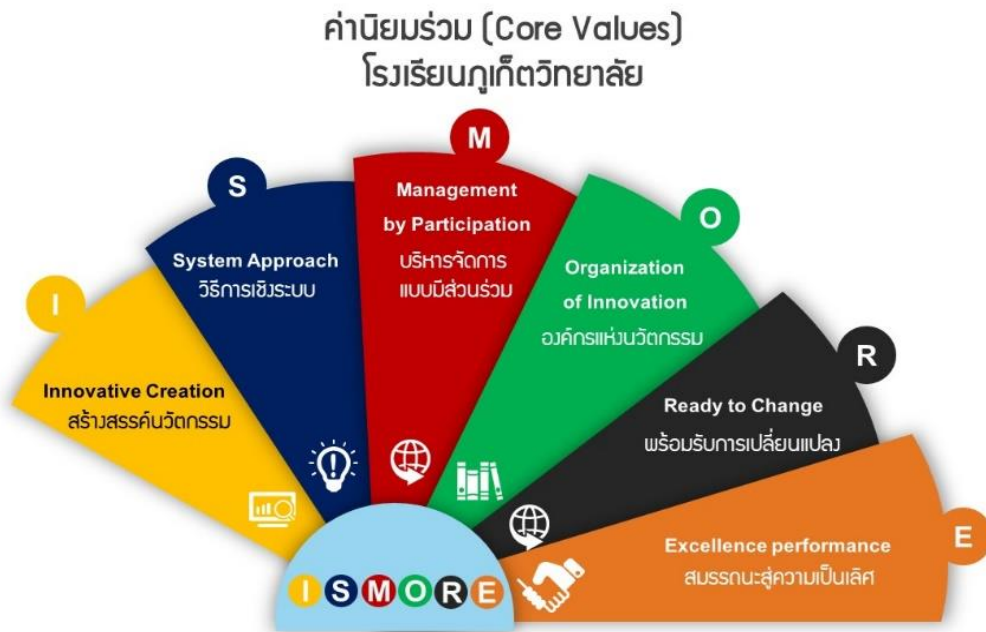 ค่านิยมร่วม (Core Values)
โรงเรียนภูเก็ตวิทยาลัย
I
Innovative Creation
สร้างสรรค์นวัตกรรม
S
System Approach
วิธีการเชิงระบบ
M
Management
by Participation
บริหารจัดการ
แบบมีส่วนร่วม
O
Organization
of Innovation
องค์กรแห่งนวัตกรรม
R
Ready to Change
พร้อมรับการเปลี่ยนแปลง
E
Excellence performance
สมรรถนะสู่ความเป็นเลิศ
ISMORE